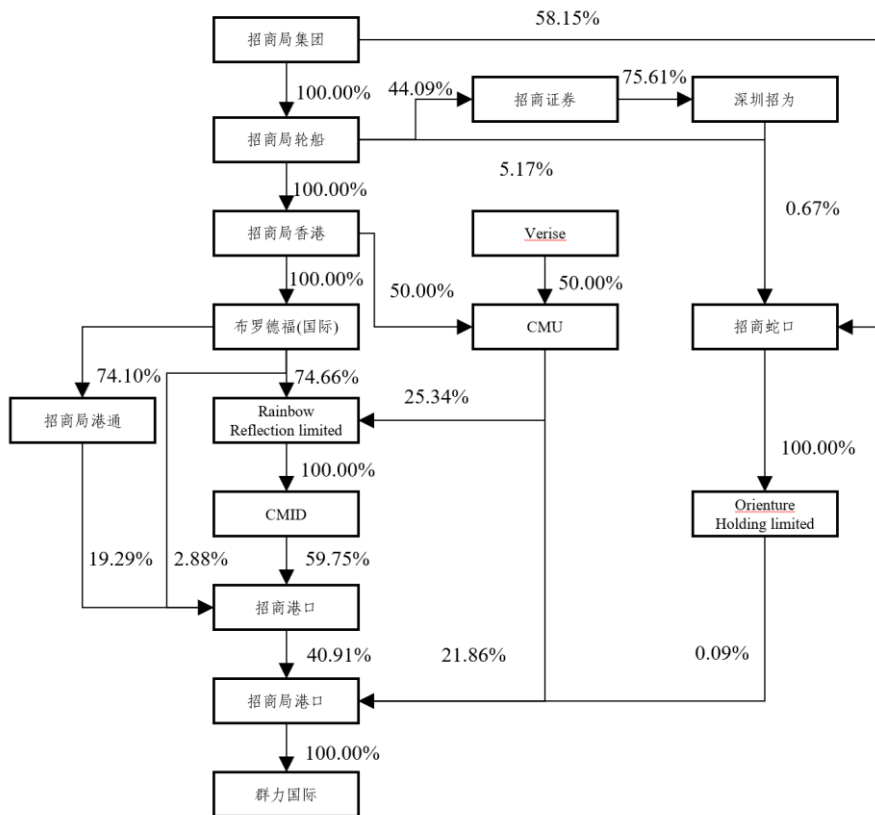 58.15%
招商局集团
100.00%
44.09%
招商证券
75.61%
深圳招为
招商局轮船
5.17%
100.00%
0.67%
招商局香港
Verise
100.00%
50.00%
50.00%
布罗德福(国际)
CMU
招商蛇口
74.10%
74.66%
25.34%
招商局港通
Rainbow
Reflection limited
100.00%
100.00%
CMID
Orienture
Holding limited
19.29%
2.88%
59.75%
招商港口
40.91%
21.86%
0.09%
招商局港口
100.00%
群力国际